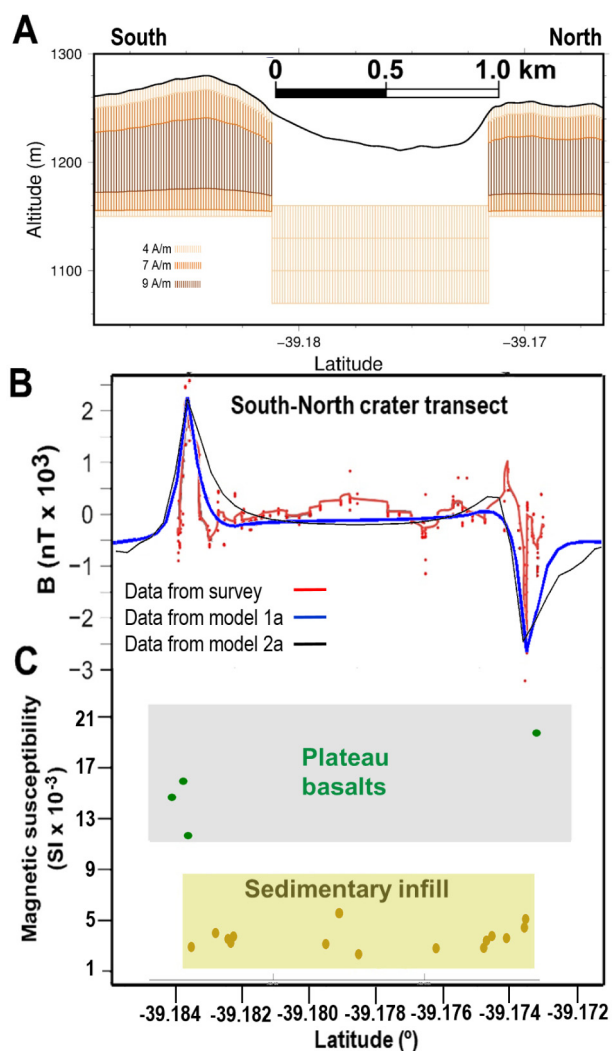 A
South
North
0 0.5 1.0 km
1300
1200
1100
Altitude (m)
4 A/m
7 A/m
9 A/m
−39.18 −39.17
Latitude
B
South-North crater transect
2
1
0
−1
−2
−3
B (nT x 10³)
Data from survey
Data from model 1a
Data from model 2a
C
21
17
13
9
5
1
Magnetic susceptibility
(SI x 10⁻³)
Plateau
basalts
Sedimentary infill
-39.184 -39.182 -39.180 -39.178 -39.176 -39.174 -39.172
Latitude (º)